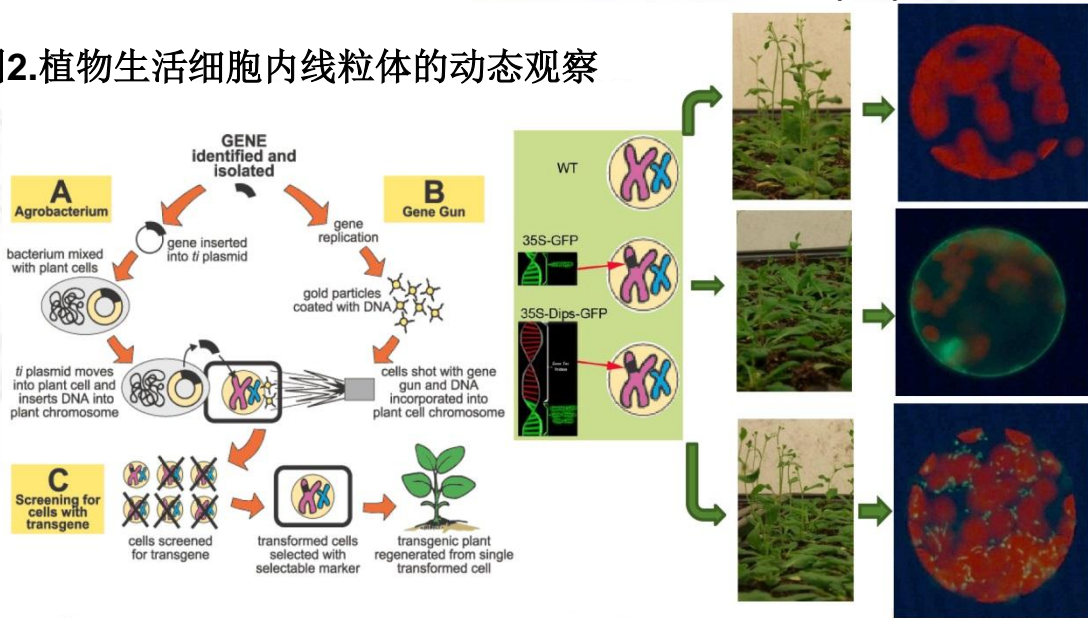 2.植物生活细胞内线粒体的动态观察
GENE
identified and
isolated
A
Agrobacterium
B
Gene Gun
gene inserted
into ti plasmid
gene
replication
bacterium mixed
with plant cells
gold particles
coated with DNA
ti plasmid moves
into plant cell and
inserts DNA into
plant chromosome
cells shot with gene
gun and DNA
incorporated into
plant cell chromosome
C
Screening for
cells with
transgene
cells screened
for transgene
transformed cells
selected with
selectable marker
transgenic plant
regenerated from single
transformed cell
WT
35S-GFP
35S-Dips-GFP